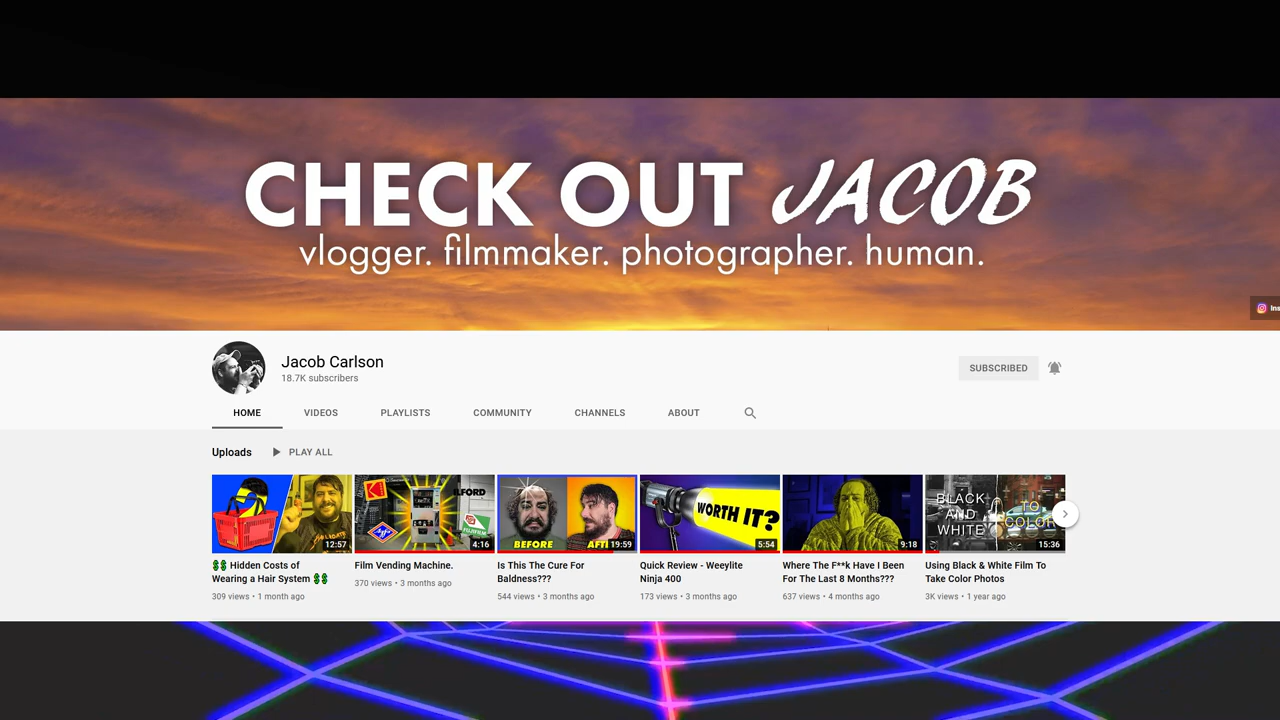 CHECK OUT JACOB
vlogger. filmmaker. photographer. human.
Jacob Carlson
18.7K subscribers
SUBSCRIBED
HOME VIDEOS PLAYLISTS COMMUNITY CHANNELS ABOUT
Uploads PLAY ALL
12:57
KODAK
ILFORD
FUJIFILM
4:16
BEFORE
19:59
WORTH IT?
5:54
9:18
BLACK
AND
WHITE
TO
COLOR
15:36
💲💲 Hidden Costs of
Wearing a Hair System 💲💲
309 views • 1 month ago
Film Vending Machine.
370 views • 3 months ago
Is This The Cure For
Baldness???
544 views • 3 months ago
Quick Review - Weeylite
Ninja 400
173 views • 3 months ago
Where The F**k Have I Been
For The Last 8 Months???
637 views • 4 months ago
Using Black & White Film To
Take Color Photos
3K views • 1 year ago